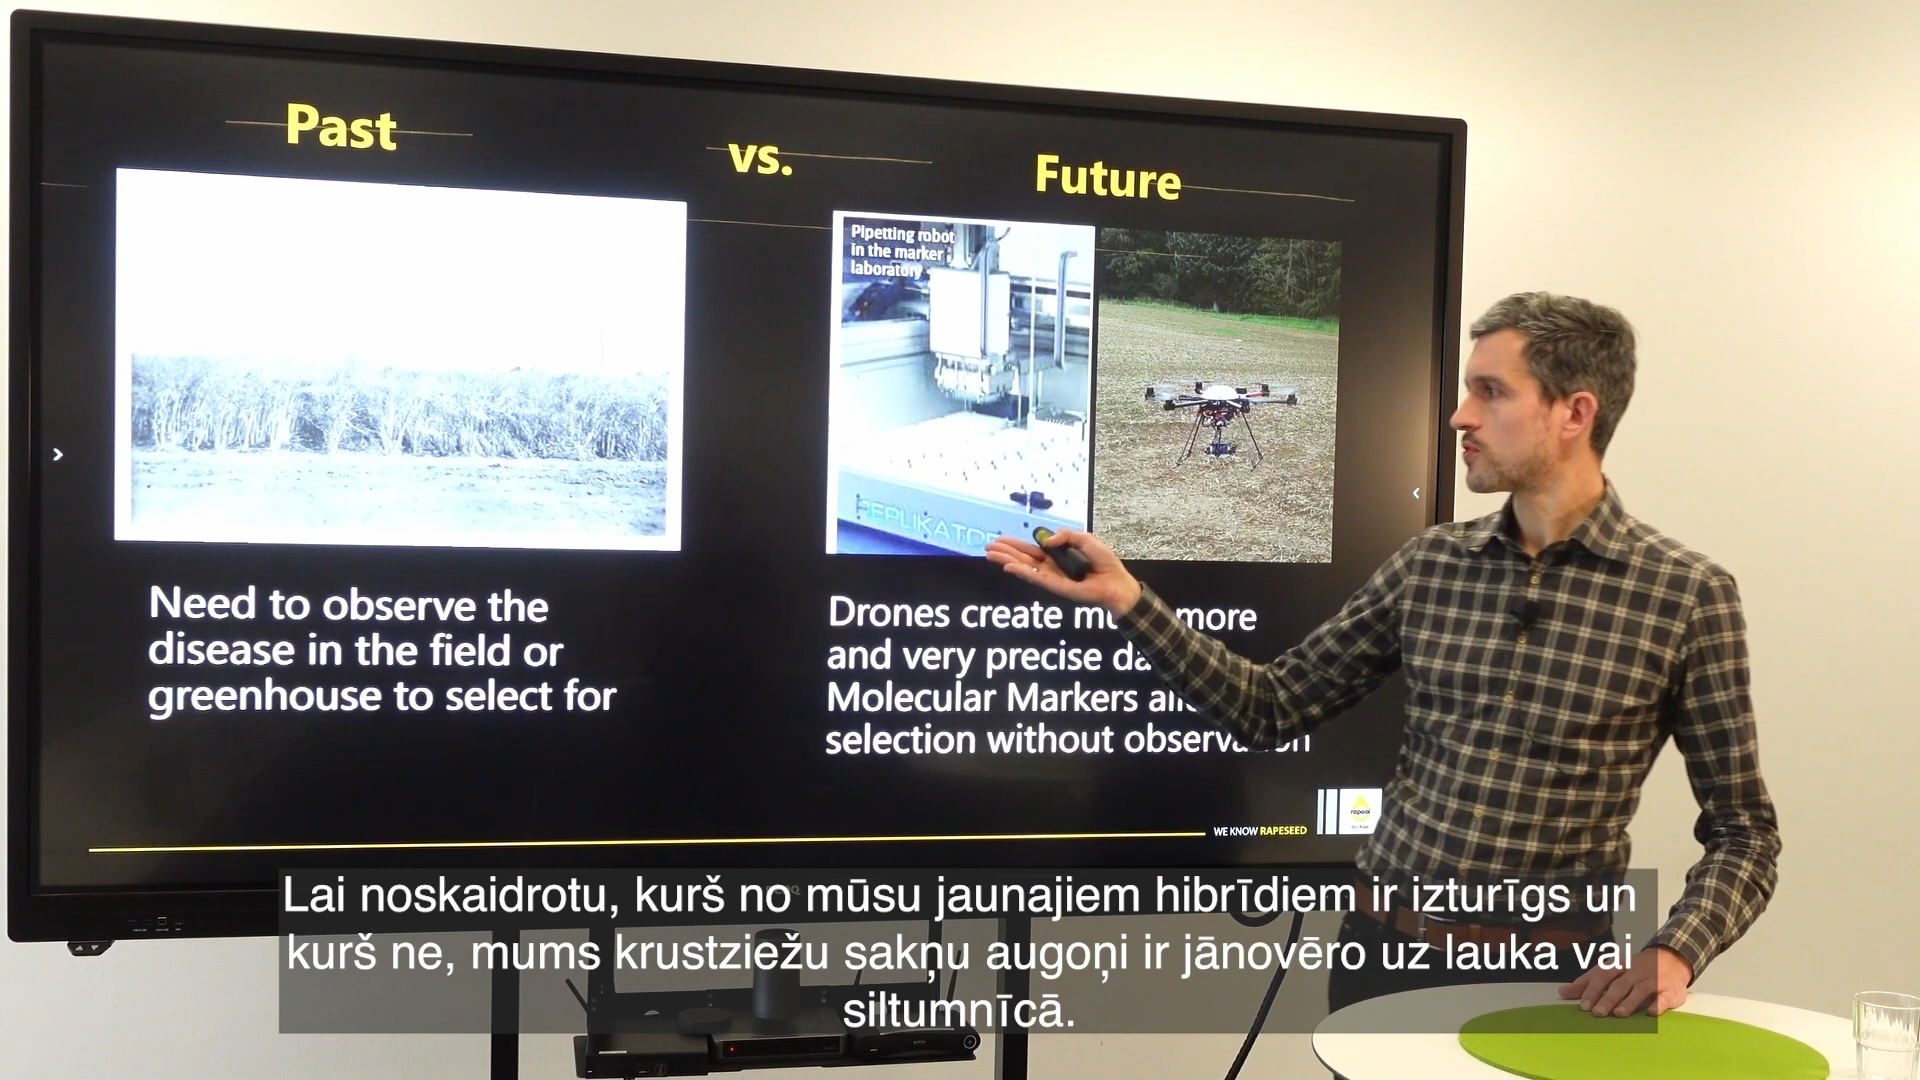 Past
vs.
Future
Pipetting robot
in the marker
laboratory
REPLIKATOR
Need to observe the
disease in the field or
greenhouse to select for
Drones create more
and very precise
Molecular Markers
selection without
WE KNOW RAPESEED
rapool
Lai noskaidrotu, kurš no mūsu jaunajiem hibrīdiem ir izturīgs un
kurš ne, mums krustziežu sakņu augoņi ir jānovēro uz lauka vai
siltumnīcā.